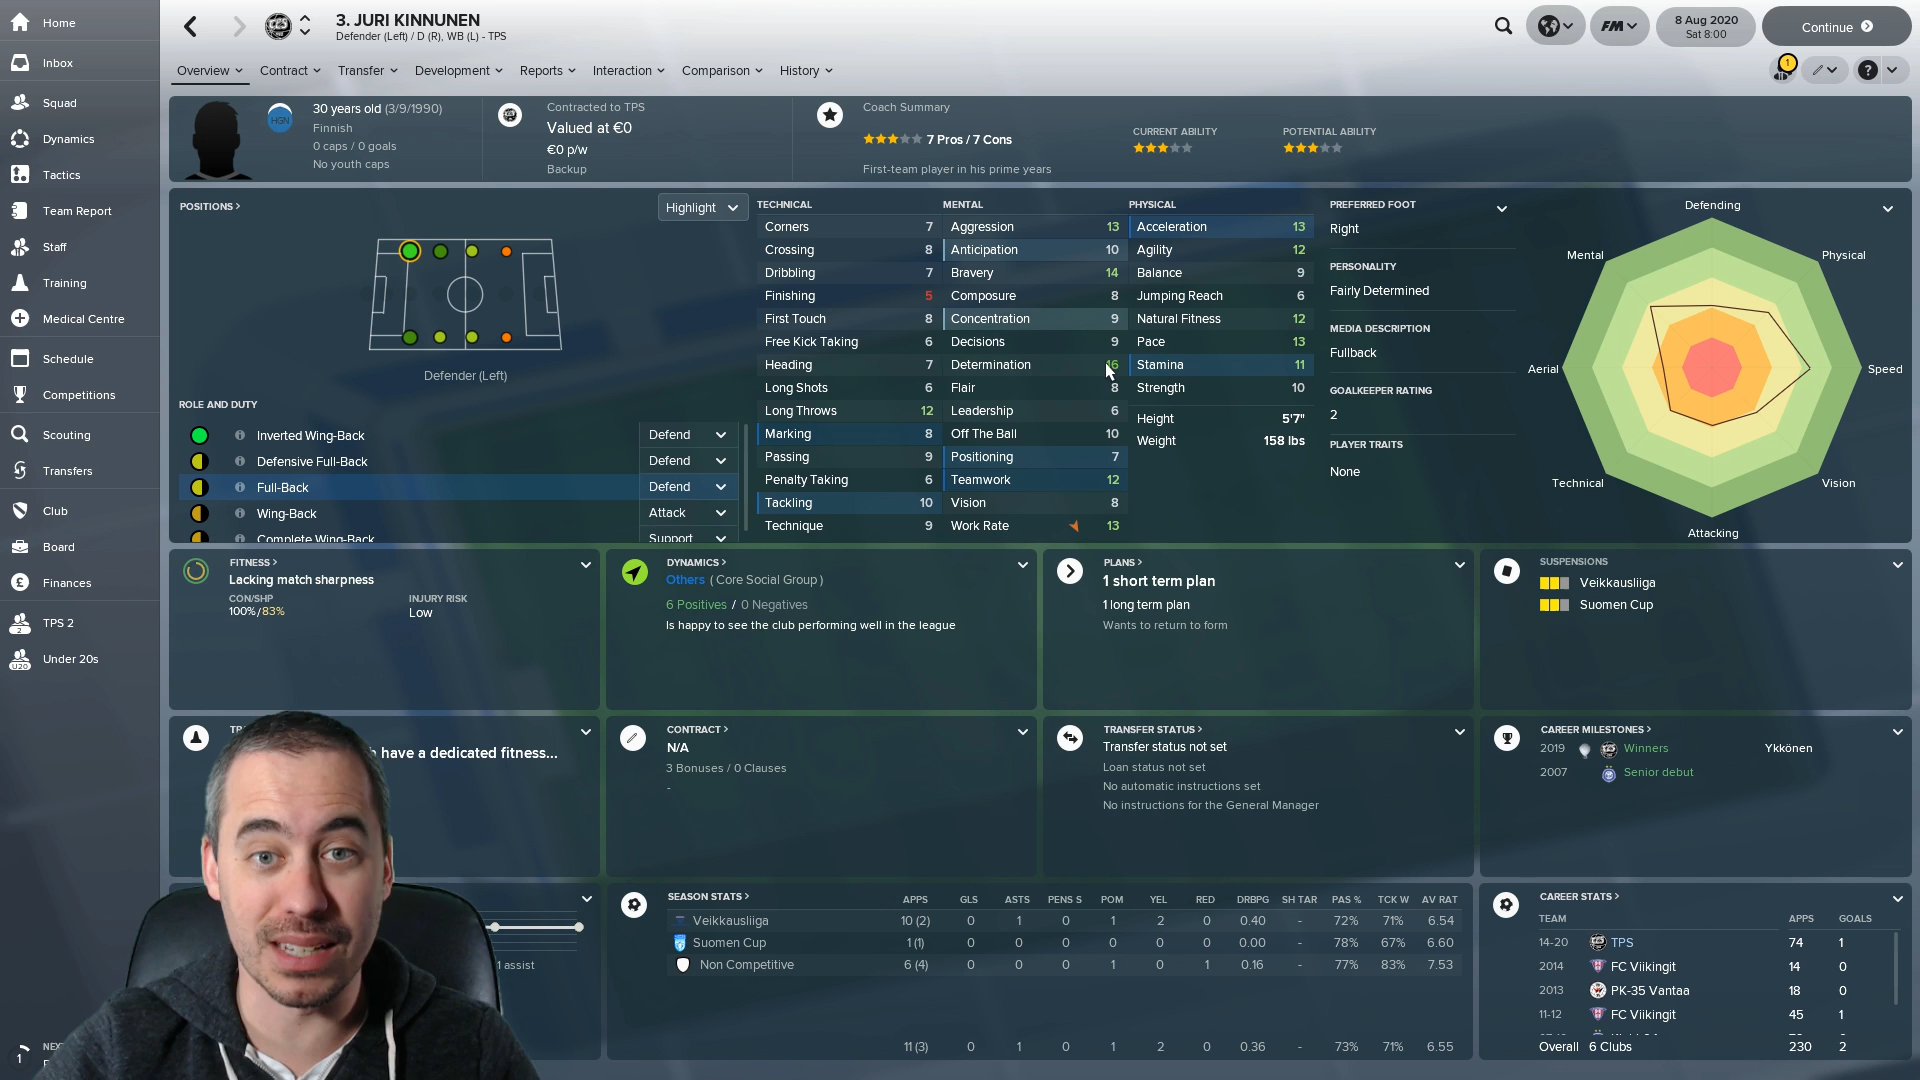 Home
Inbox
Squad
Dynamics
Tactics
Team Report
Staff
Training
Medical Centre
Schedule
Competitions
Scouting
Transfers
Club
Board
Finances
TPS 2
Under 20s
3. JURI KINNUNEN
Defender (Left) / D (R), WB (L) - TPS
FM
8 Aug 2020
Sat 8:00
Continue
Overview
Contract
Transfer
Development
Reports
Interaction
Comparison
History
1
?
HGN
30 years old (3/9/1990)
Finnish
0 caps / 0 goals
No youth caps
Contracted to TPS
Valued at €0
€0 p/w
Backup
Coach Summary
7 Pros / 7 Cons
First-team player in his prime years
CURRENT ABILITY
POTENTIAL ABILITY
POSITIONS >
Highlight
Defender (Left)
ROLE AND DUTY
Inverted Wing-Back Defend
Defensive Full-Back Defend
Full-Back Defend
Wing-Back Attack
Complete Wing-Back Support
TECHNICAL
Corners 7
Crossing 8
Dribbling 7
Finishing 5
First Touch 8
Free Kick Taking 6
Heading 7
Long Shots 6
Long Throws 12
Marking 8
Passing 9
Penalty Taking 6
Tackling 10
Technique 9
MENTAL
Aggression 13
Anticipation 10
Bravery 14
Composure 8
Concentration 9
Decisions 9
Determination 16
Flair 8
Leadership 6
Off The Ball 10
Positioning 7
Teamwork 12
Vision 8
Work Rate 13
PHYSICAL
Acceleration 13
Agility 12
Balance 9
Jumping Reach 6
Natural Fitness 12
Pace 13
Stamina 11
Strength 10
Height 5'7"
Weight 158 lbs
PREFERRED FOOT
Right
PERSONALITY
Fairly Determined
MEDIA DESCRIPTION
Fullback
GOALKEEPER RATING
2
PLAYER TRAITS
None
Defending
Mental
Physical
Aerial
Speed
Technical
Vision
Attacking
FITNESS >
Lacking match sharpness
CON/SHP
100%/83%
INJURY RISK
Low
DYNAMICS >
Others ( Core Social Group )
6 Positives / 0 Negatives
Is happy to see the club performing well in the league
PLANS >
1 short term plan
1 long term plan
Wants to return to form
SUSPENSIONS
Veikkausliiga
Suomen Cup
have a dedicated fitness...
CONTRACT >
N/A
3 Bonuses / 0 Clauses
-
TRANSFER STATUS >
Transfer status not set
Loan status not set
No automatic instructions set
No instructions for the General Manager
CAREER MILESTONES >
2019 Winners Ykkönen
2007 Senior debut
1 assist
SEASON STATS > APPS GLS ASTS PENS S POM YEL RED DRBPG SH TAR PAS % TCK W AV RAT
Veikkausliiga 10 (2) 0 1 0 1 2 0 0.40 - 72% 71% 6.54
Suomen Cup 1 (1) 0 0 0 0 0 0 0.00 - 78% 67% 6.60
Non Competitive 6 (4) 0 0 0 1 0 1 0.16 - 77% 83% 7.53
11 (3) 0 1 0 1 2 0 0.36 - 73% 71% 6.55
CAREER STATS >
TEAM APPS GOALS
14-20 TPS 74 1
2014 FC Viikingit 14 0
2013 PK-35 Vantaa 18 0
11-12 FC Viikingit 45 1
Overall 6 Clubs 230 2
1